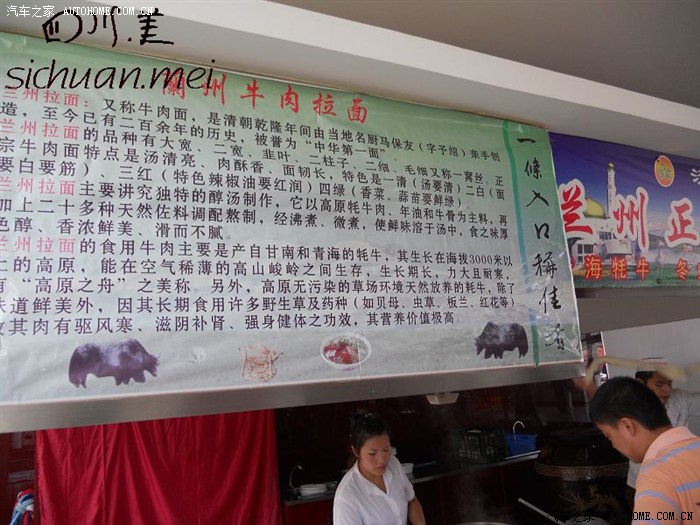 汽车之家 AUTOHOME.COM.CN
四川.美
sichuan.mei
蘭州牛肉拉面
兰州拉面：又称牛肉面，是清朝乾隆年间由当地名厨马保友（字予绍）亲手创
造，至今已有二百余年的历史，被誉为“中华第一面”。
兰州拉面的品种有大宽、二宽、韭叶、二柱子、二细、毛细又称一窝丝。正
宗牛肉面特点是汤清亮、肉酥香、面韧长，特色是一清（汤要清）二白（面
要白要筋）、三红（特色辣椒油要红润）四绿（香菜、蒜苗要鲜绿）
兰州拉面主要讲究独特的醇汤制作，它以高原牦牛肉、年油和牛骨为主料，再
加上二十多种天然佐料调配熬制，经沸煮、微煮，使鲜味溶于汤中，食之味厚
色醇、香浓鲜美、滑而不腻。
兰州拉面的食用牛肉主要是产自甘南和青海的牦牛，其生长在海拔3000米以
上的高原，能在空气稀薄的高山峻岭之间生存，生长期长，力大且耐寒，
有“高原之舟”之美称。另外，高原无污染的草场环境天然放养的牦牛，除了
味道鲜美外，因其长期食用许多野生草及药种（如贝母、虫草、板兰、红花等）
故其肉有驱风寒、滋阴补肾、强身健体之功效，其营养价值极高。
一條入口稱佳
兰州正
海牦牛 冬
汽车之家 AUTOHOME.COM.CN